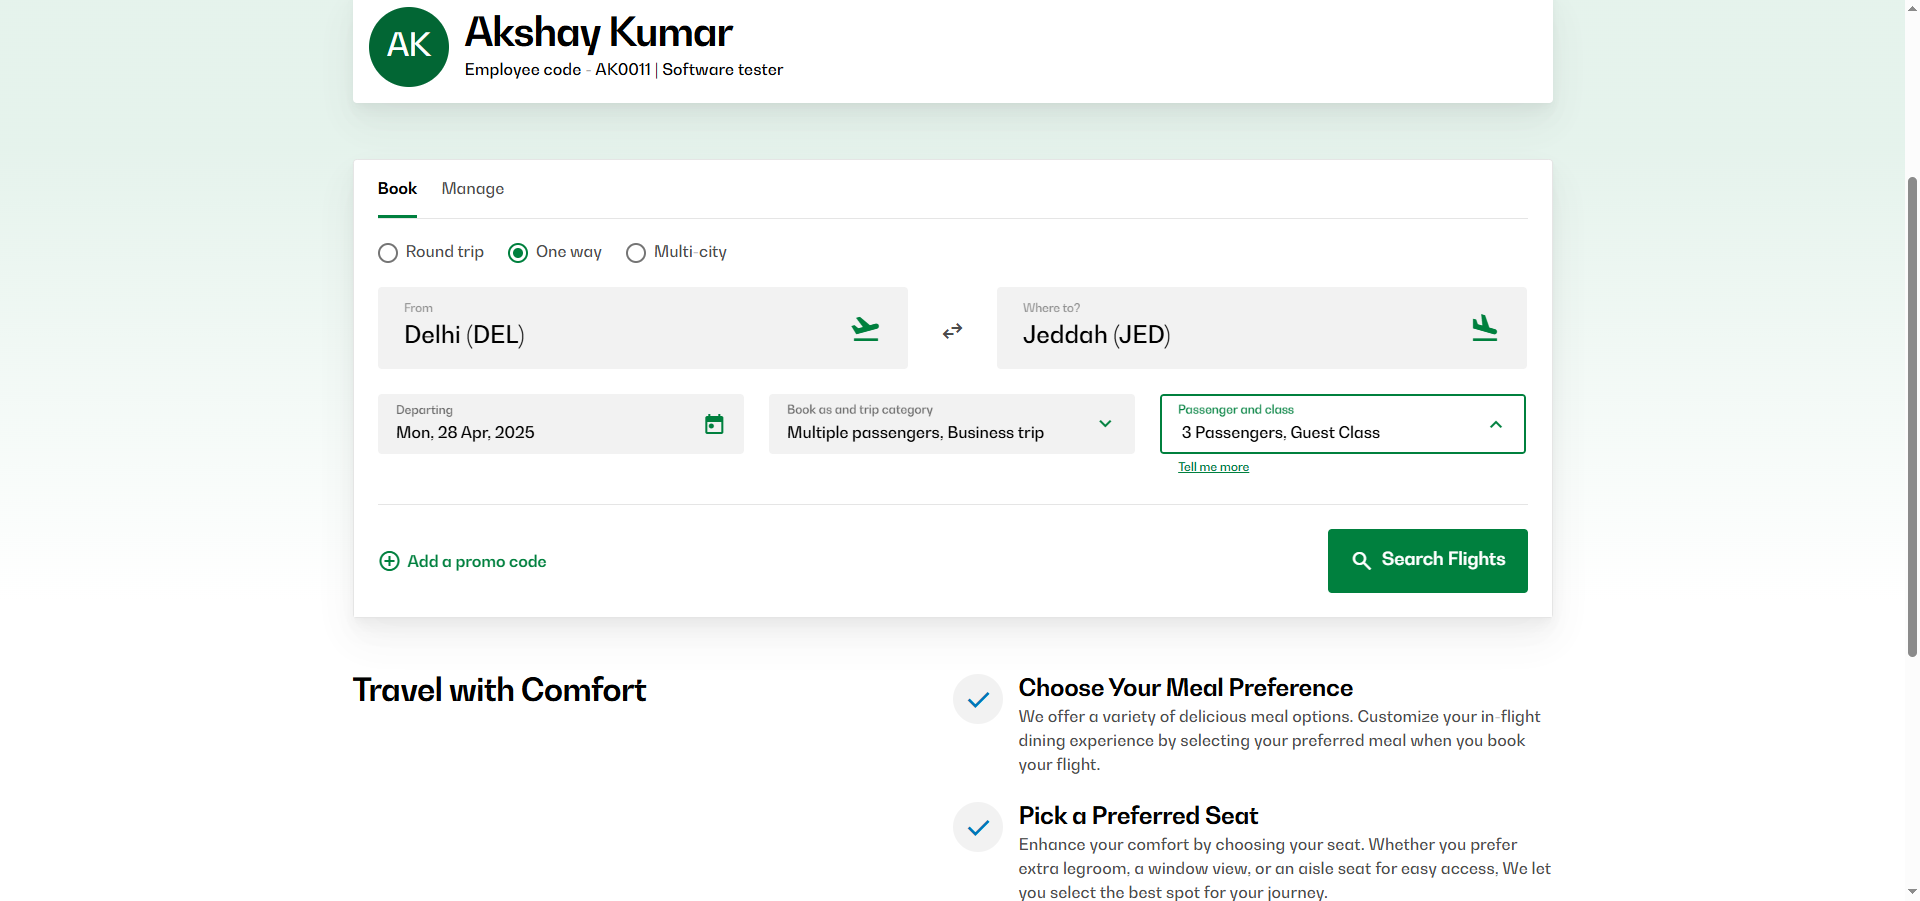 AK
Akshay Kumar
Employee code - AK0011 | Software tester
Book
Manage
Round trip
One way
Multi-city
From
Delhi (DEL)
Where to?
Jeddah (JED)
Departing
Mon, 28 Apr, 2025
Book as and trip category
Multiple passengers, Business trip
Passenger and class
3 Passengers, Guest Class
Tell me more
Add a promo code
Search Flights
Travel with Comfort
Choose Your Meal Preference
We offer a variety of delicious meal options. Customize your in-flight
dining experience by selecting your preferred meal when you book
your flight.
Pick a Preferred Seat
Enhance your comfort by choosing your seat. Whether you prefer
extra legroom, a window view, or an aisle seat for easy access, We let
you select the best spot for your journey.